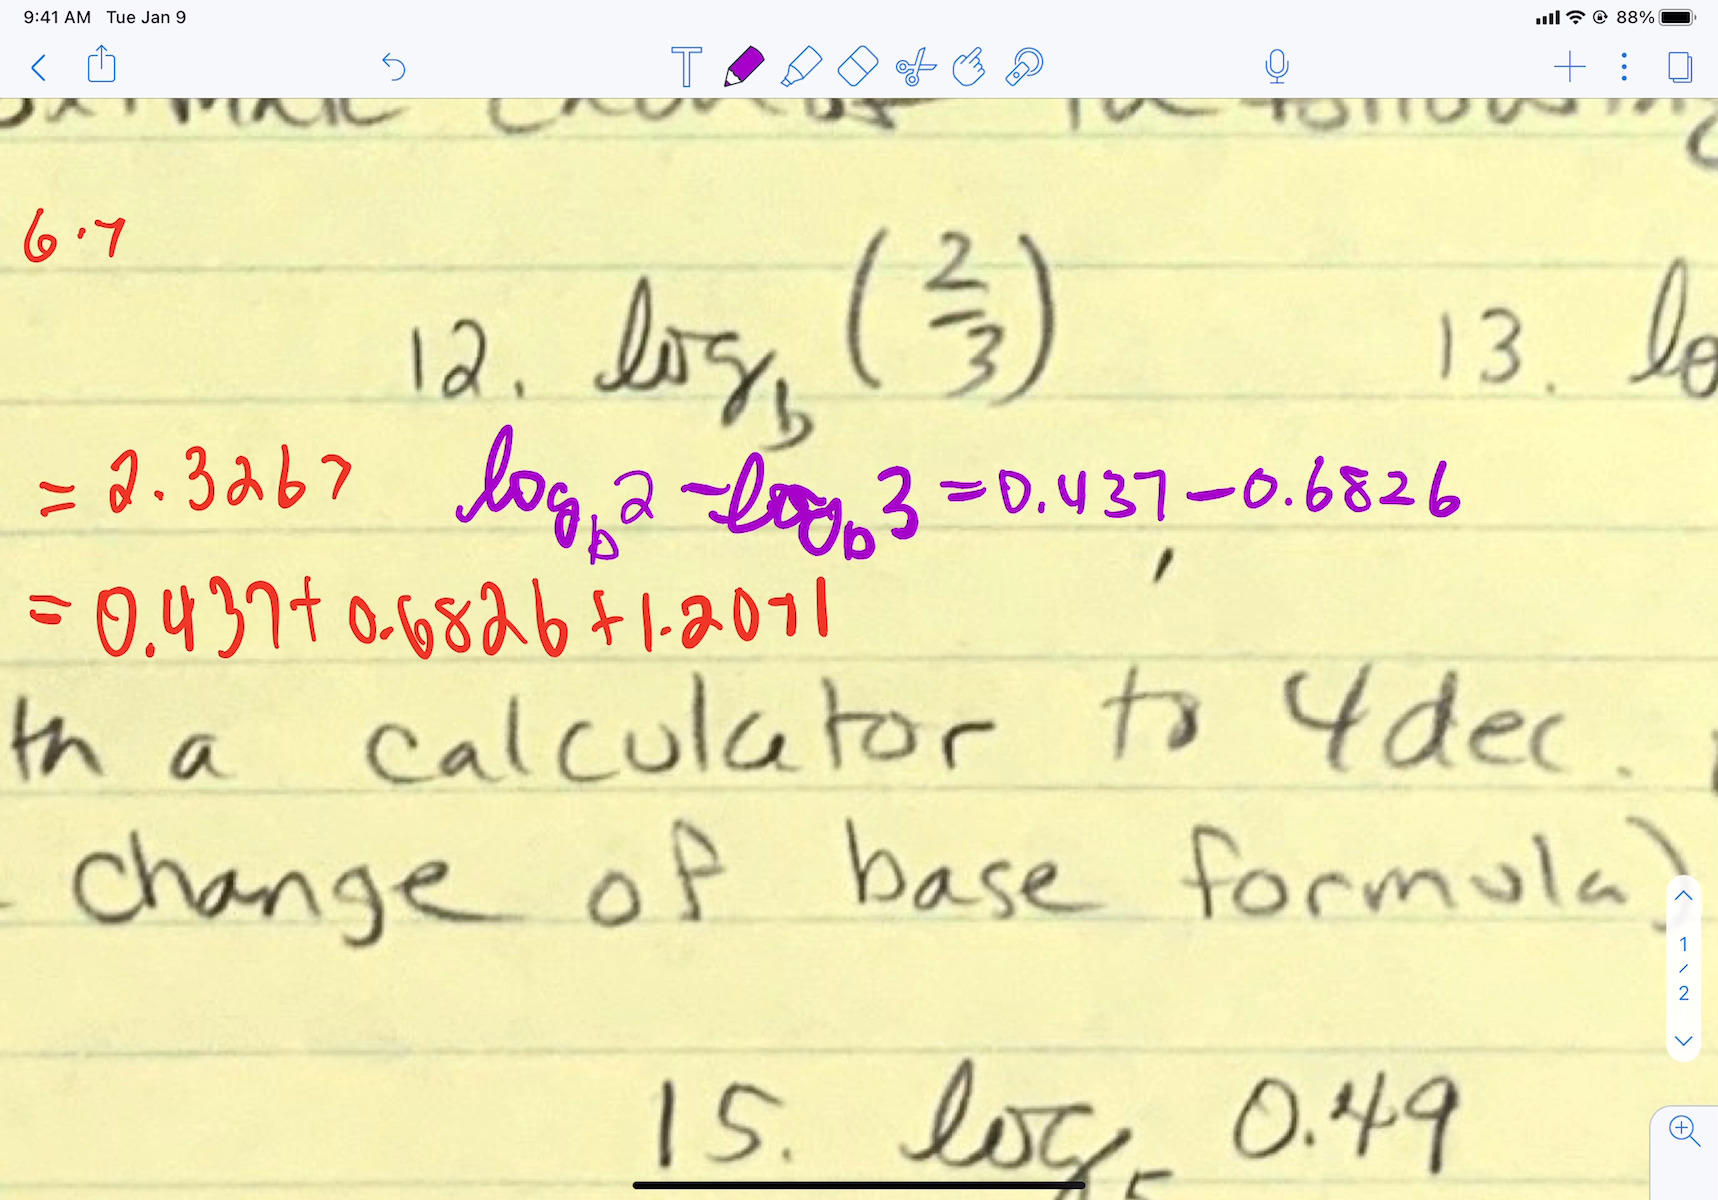 9:41 AM Tue Jan 9
88%
6·7
12. log_b (2/3)
13. lo
= 2.3267
log_b 2 - log_b 3 = 0.437 - 0.6826
= 0.437 + 0.6826 + 1.2071
th a calculator to 4 dec.
change of base formula)
1
/
2
15. log_5 0.49